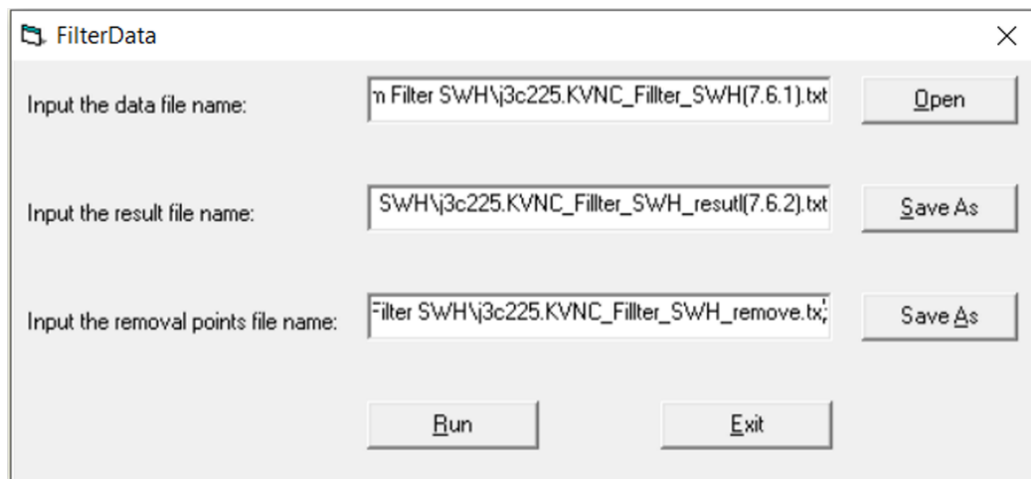 FilterData
Input the data file name:
n Filter SWH\j3c225.KVNC_Fillter_SWH(7.6.1).txt
Open
Input the result file name:
SWH\j3c225.KVNC_Fillter_SWH_resutl(7.6.2).txt
Save As
Input the removal points file name:
Filter SWH\j3c225.KVNC_Fillter_SWH_remove.tx
Save As
Run
Exit